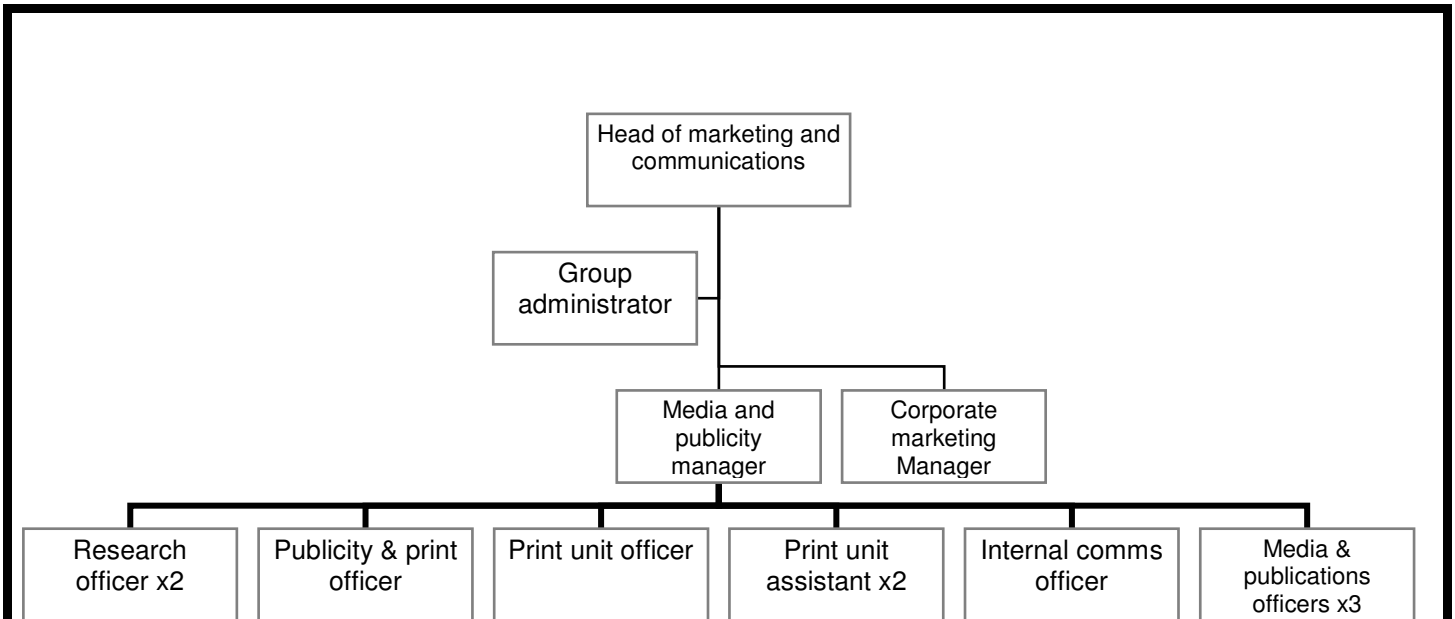 Head of marketing and
communications
Group
administrator
Media and
publicity
manager
Corporate
marketing
Manager
Research
officer x2
Publicity & print
officer
Print unit officer
Print unit
assistant x2
Internal comms
officer
Media &
publications
officers x3